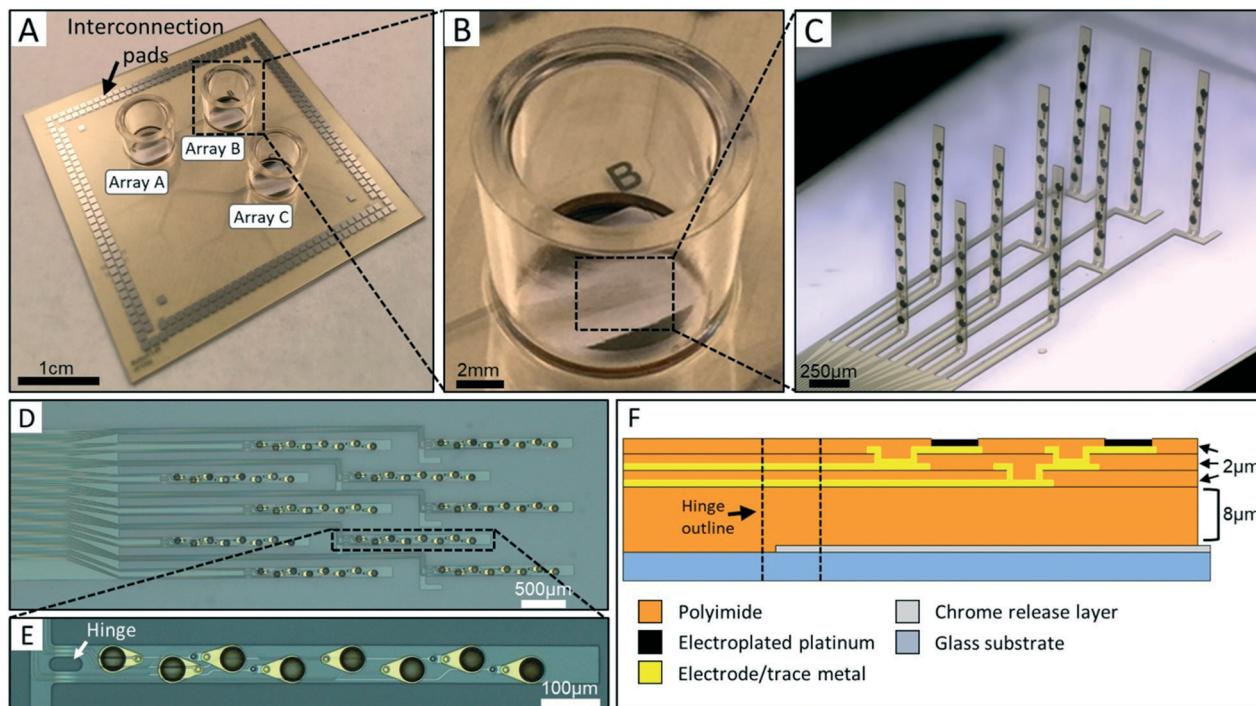 A
Interconnection
pads
Array A
Array B
Array C
1cm
B
B
2mm
C
250µm
D
500µm
E
Hinge
100µm
F
Hinge
outline
2µm
8µm
Polyimide
Electroplated platinum
Electrode/trace metal
Chrome release layer
Glass substrate